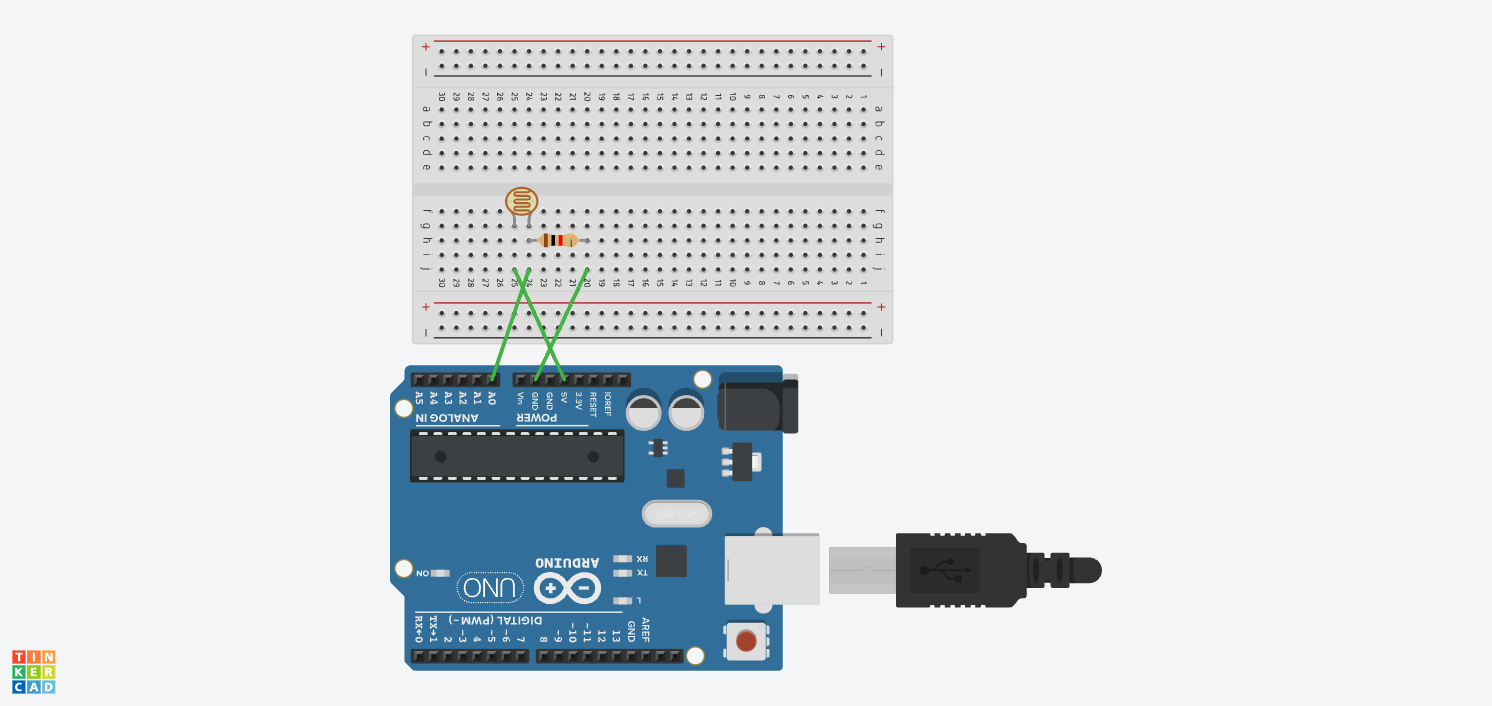 + +
– –
30 29 28 27 26 25 24 23 22 21 20 19 18 17 16 15 14 13 12 11 10 9 8 7 6 5 4 3 2 1
a a
b b
c c
d d
e e
f f
g g
h h
i i
j j
30 29 28 27 26 25 24 23 22 21 20 19 18 17 16 15 14 13 12 11 10 9 8 7 6 5 4 3 2 1
+ +
– –
A5 A4 A3 A2 A1 A0 Vin GND GND 5V 3.3V RESET IOREF
ANALOG IN POWER
RX
TX
L
ON
ARDUINO
UNO
DIGITAL (PWM~)
RX←0 TX→1 2 ~3 4 ~5 ~6 7 8 ~9 ~10 ~11 12 13 GND AREF
TIN
KER
CAD